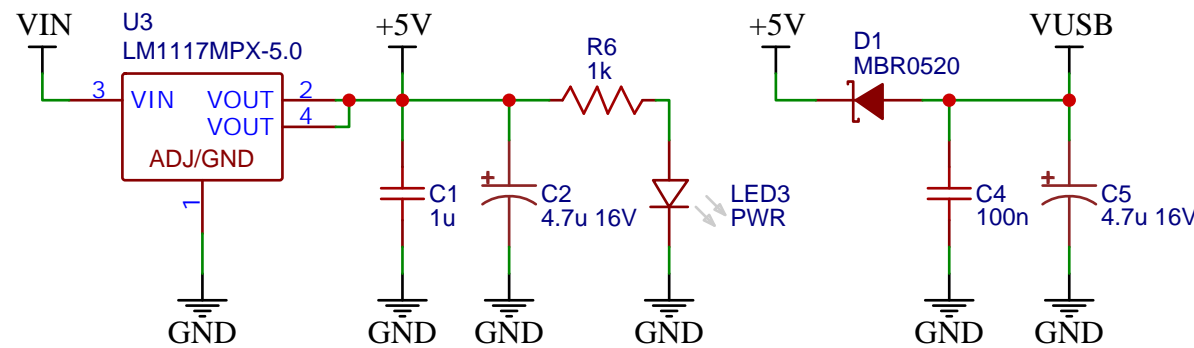 VIN
U3
LM1117MPX-5.0
3
VIN
VOUT
2
VOUT
4
ADJ/GND
1
GND
+5V
C1
1u
GND
+
C2
4.7u 16V
GND
R6
1k
LED3
PWR
GND
+5V
D1
MBR0520
VUSB
C4
100n
GND
+
C5
4.7u 16V
GND